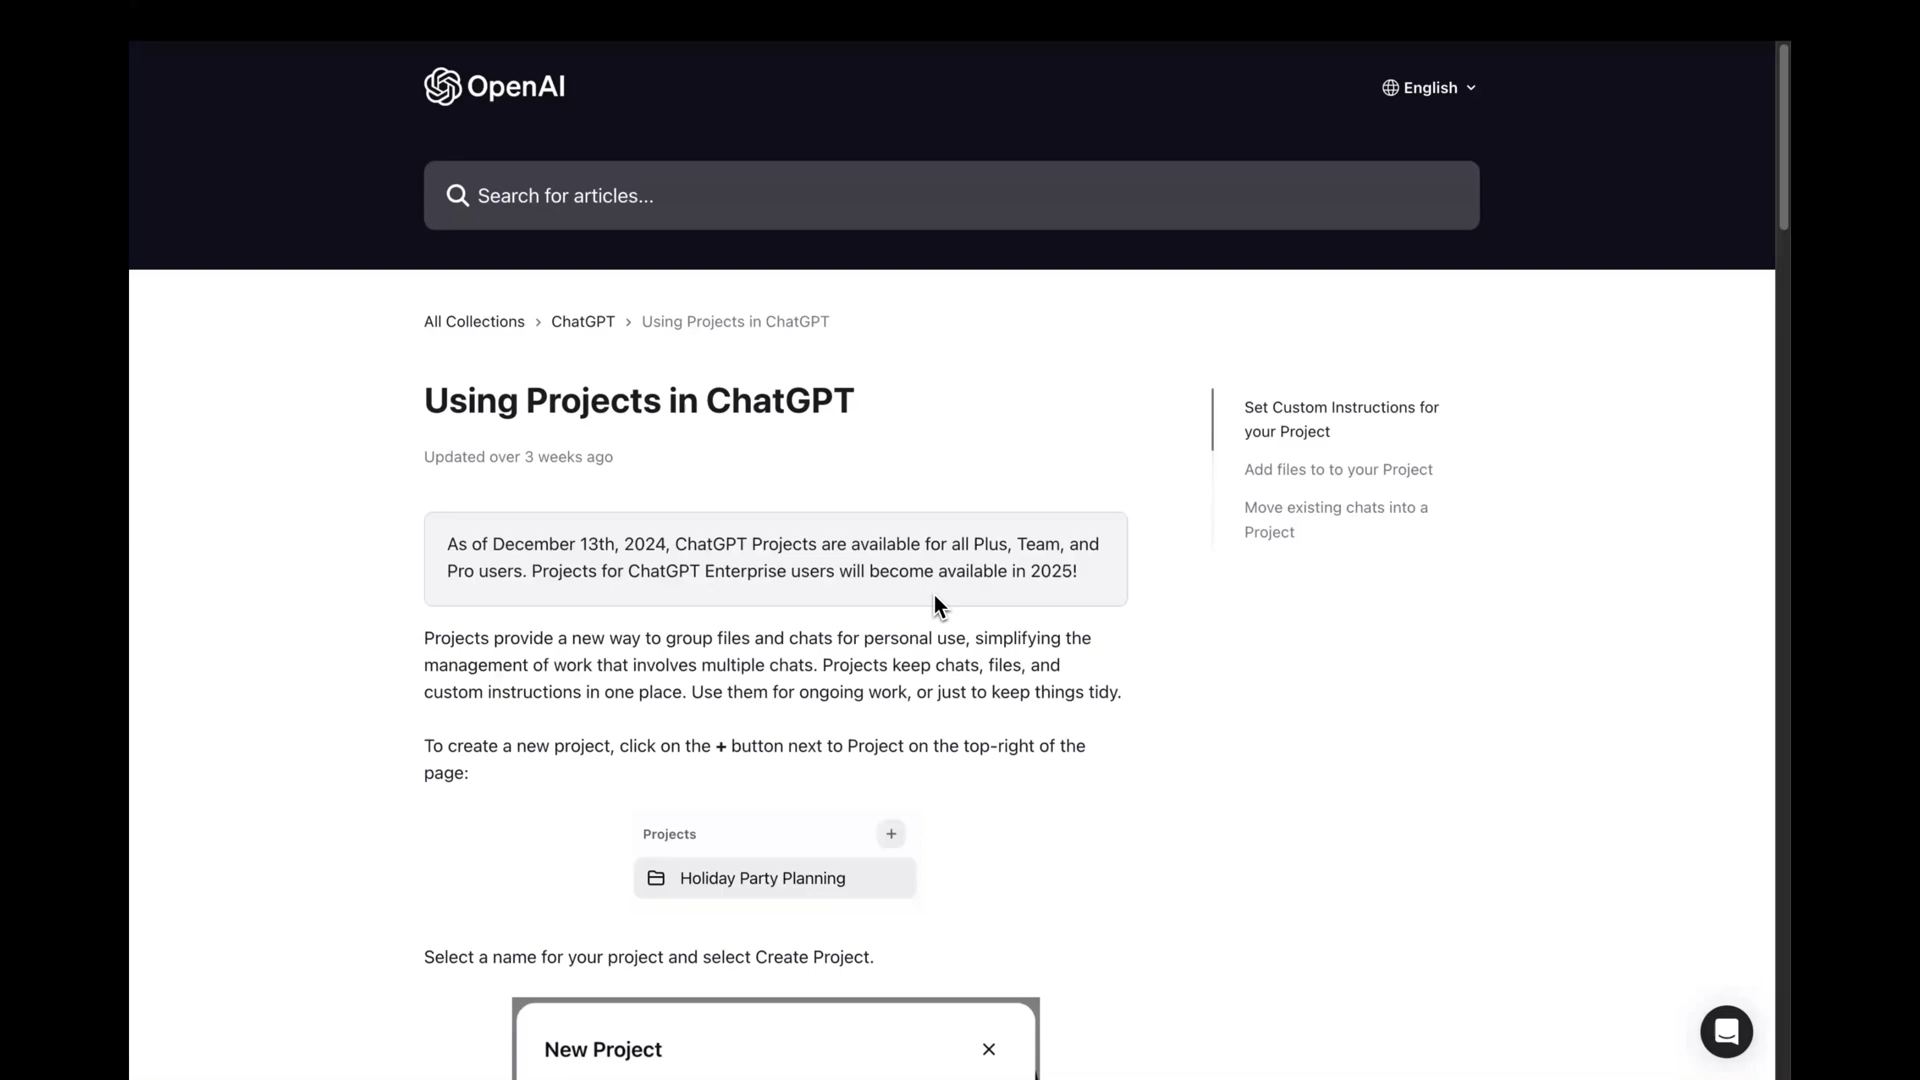 OpenAI
English
Search for articles...
All Collections > ChatGPT > Using Projects in ChatGPT
Using Projects in ChatGPT
Updated over 3 weeks ago
As of December 13th, 2024, ChatGPT Projects are available for all Plus, Team, and
Pro users. Projects for ChatGPT Enterprise users will become available in 2025!
Projects provide a new way to group files and chats for personal use, simplifying the
management of work that involves multiple chats. Projects keep chats, files, and
custom instructions in one place. Use them for ongoing work, or just to keep things tidy.
To create a new project, click on the + button next to Project on the top-right of the
page:
Projects +
Holiday Party Planning
Select a name for your project and select Create Project.
New Project
Set Custom Instructions for
your Project
Add files to to your Project
Move existing chats into a
Project